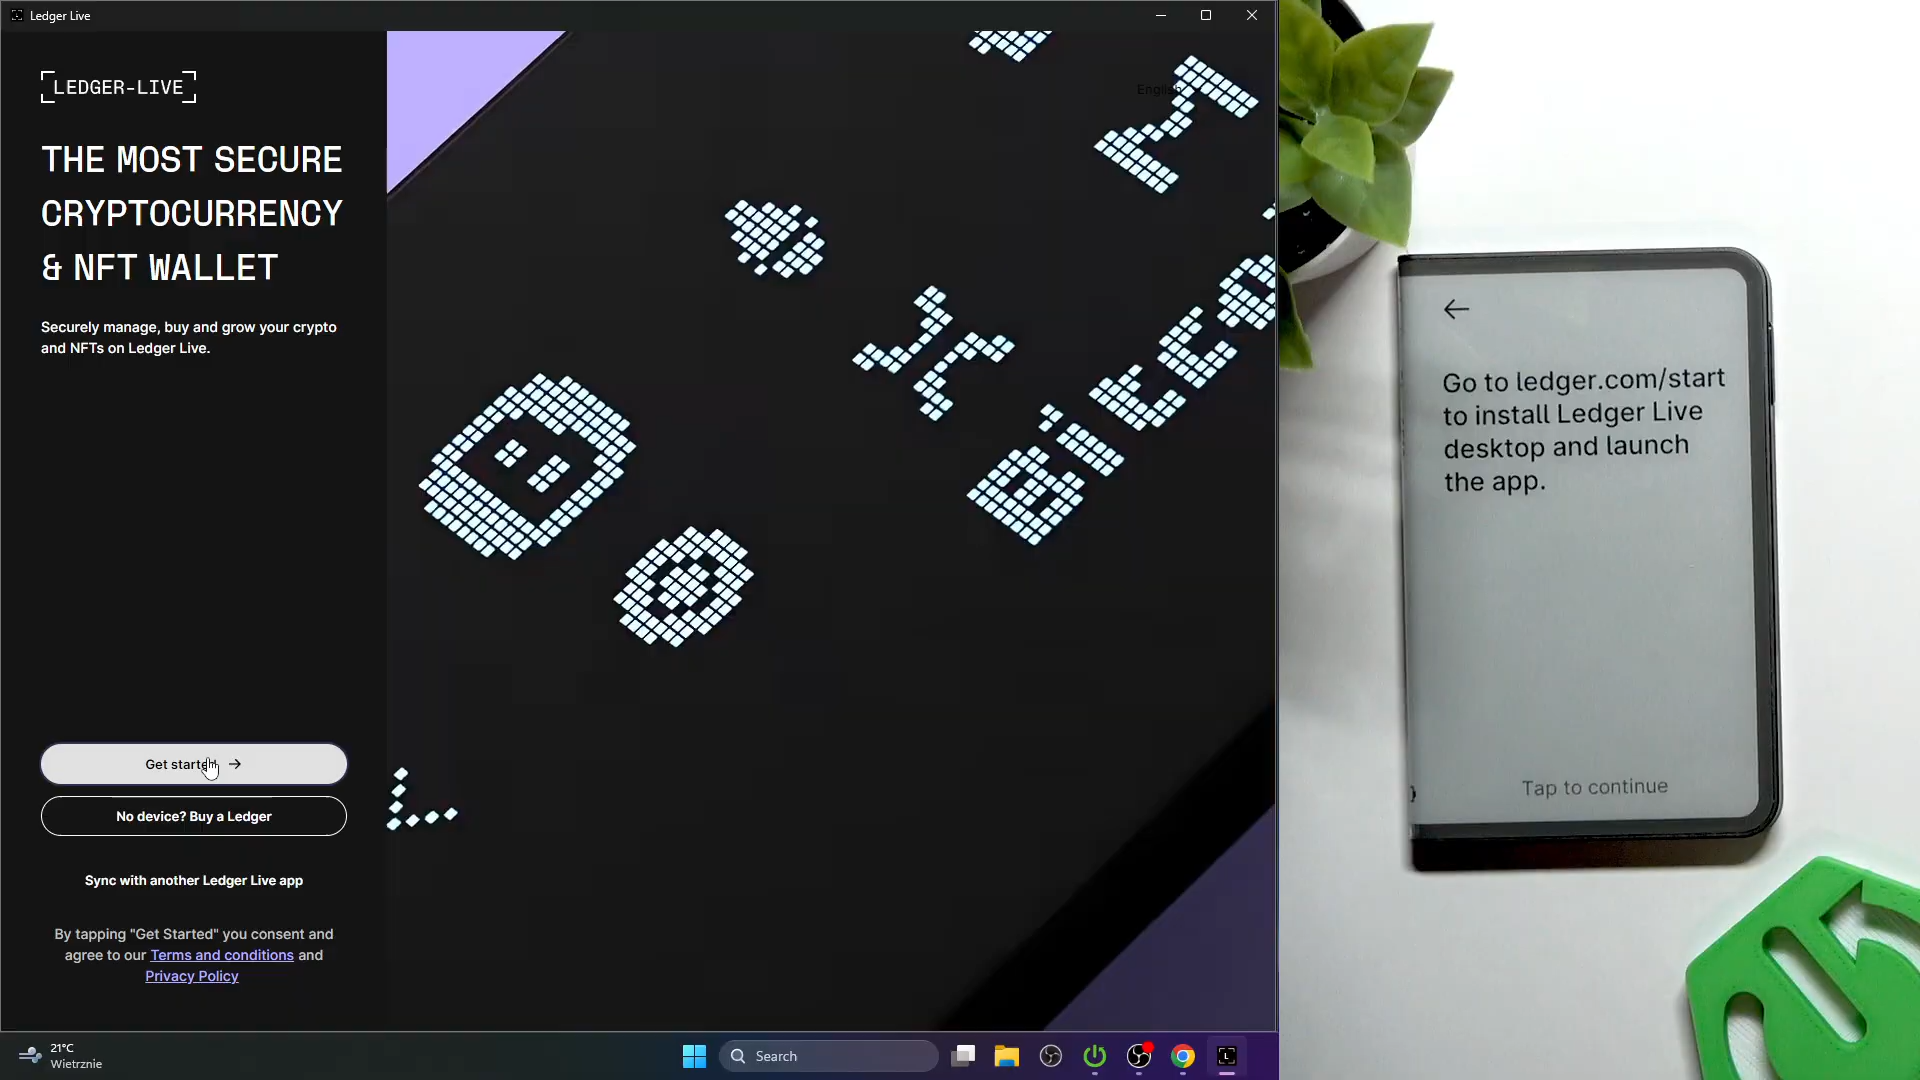 Ledger Live
LEDGER-LIVE
THE MOST SECURE
CRYPTOCURRENCY
& NFT WALLET
Securely manage, buy and grow your crypto
and NFTs on Ledger Live.
English
Get started
No device? Buy a Ledger
Sync with another Ledger Live app
By tapping "Get Started" you consent and
agree to our Terms and conditions and
Privacy Policy
21°C
Wietrznie
Search
Go to ledger.com/start
to install Ledger Live
desktop and launch
the app.
Tap to continue